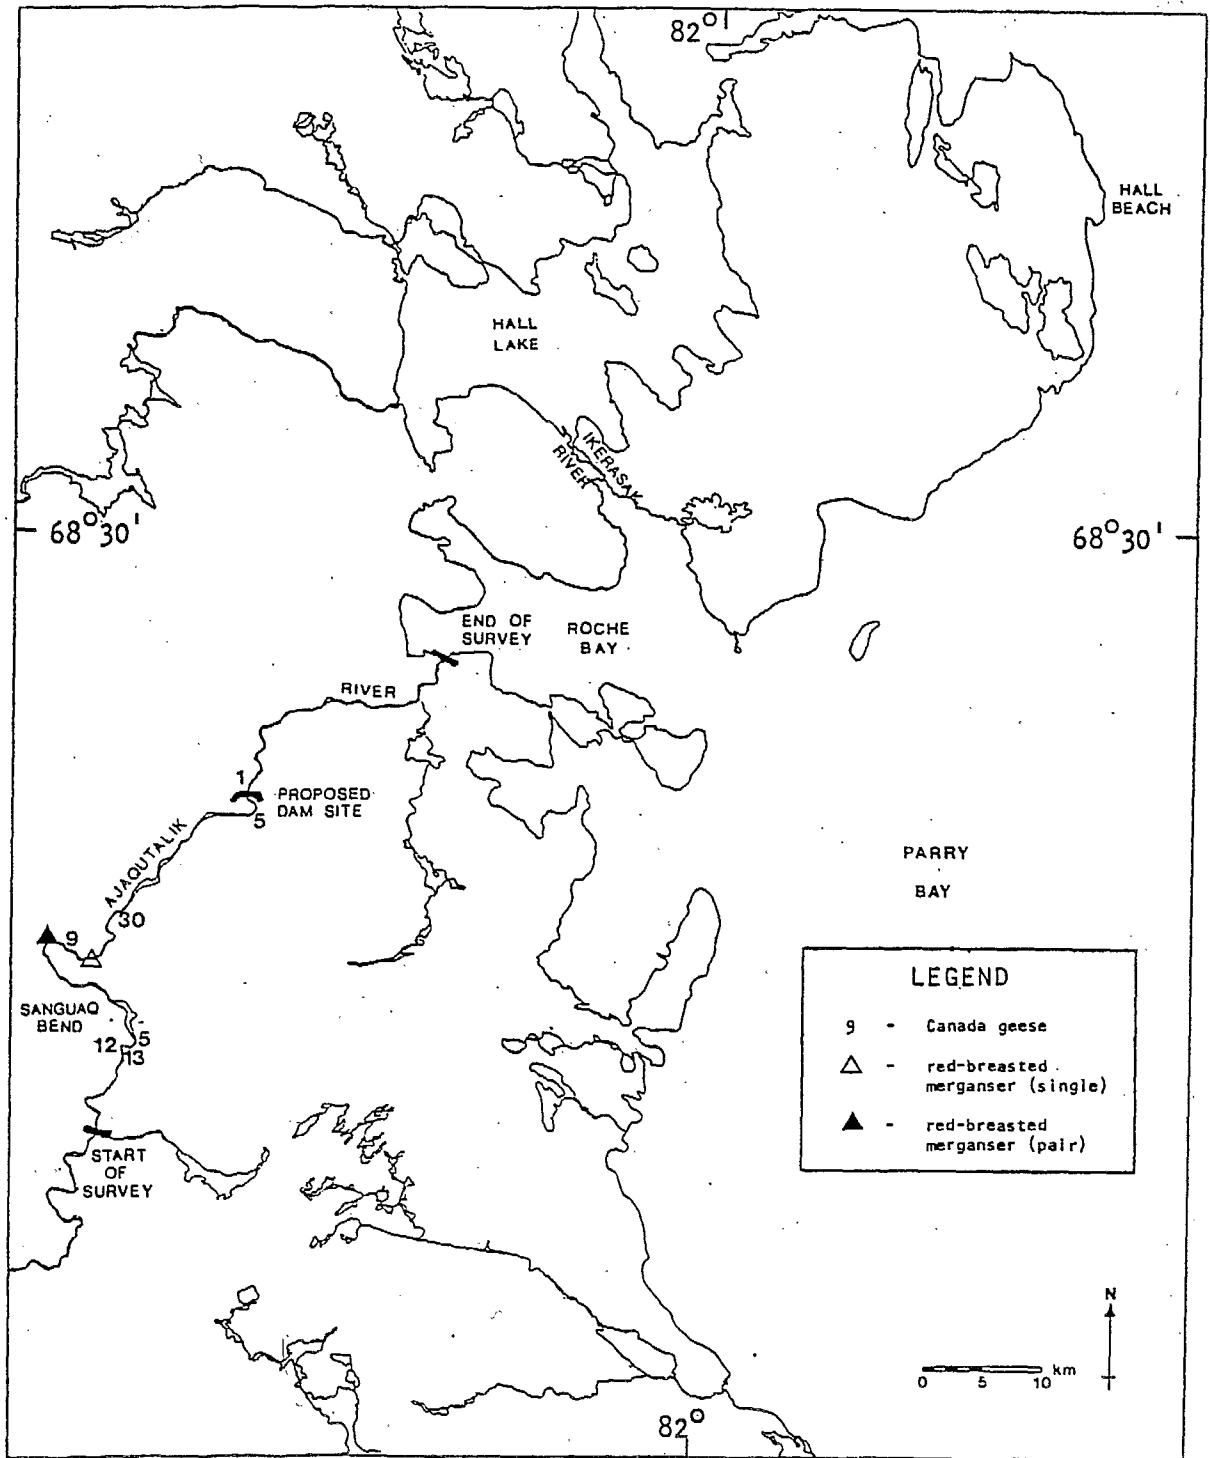 82°
HALL
BEACH
HALL
LAKE
IKERASAK
RIVER
68°30'
68°30'
END OF
SURVEY
ROCHE
BAY
RIVER
1
PROPOSED
DAM SITE
5
AJAQUTALIK
PARRY
BAY
30
9
SANGUAQ
BEND
5
12
13
START
OF
SURVEY
LEGEND
9 - Canada geese
△ - red-breasted
merganser (single)
▲ - red-breasted
merganser (pair)
N
km
0 5 10
82°